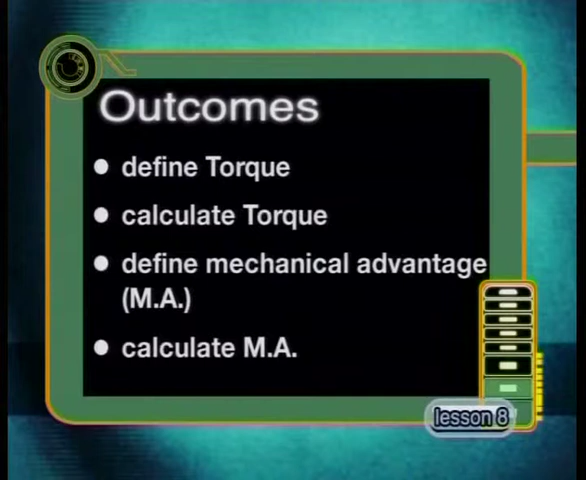 Outcomes
• define Torque
• calculate Torque
• define mechanical advantage
(M.A.)
• calculate M.A.
lesson 8